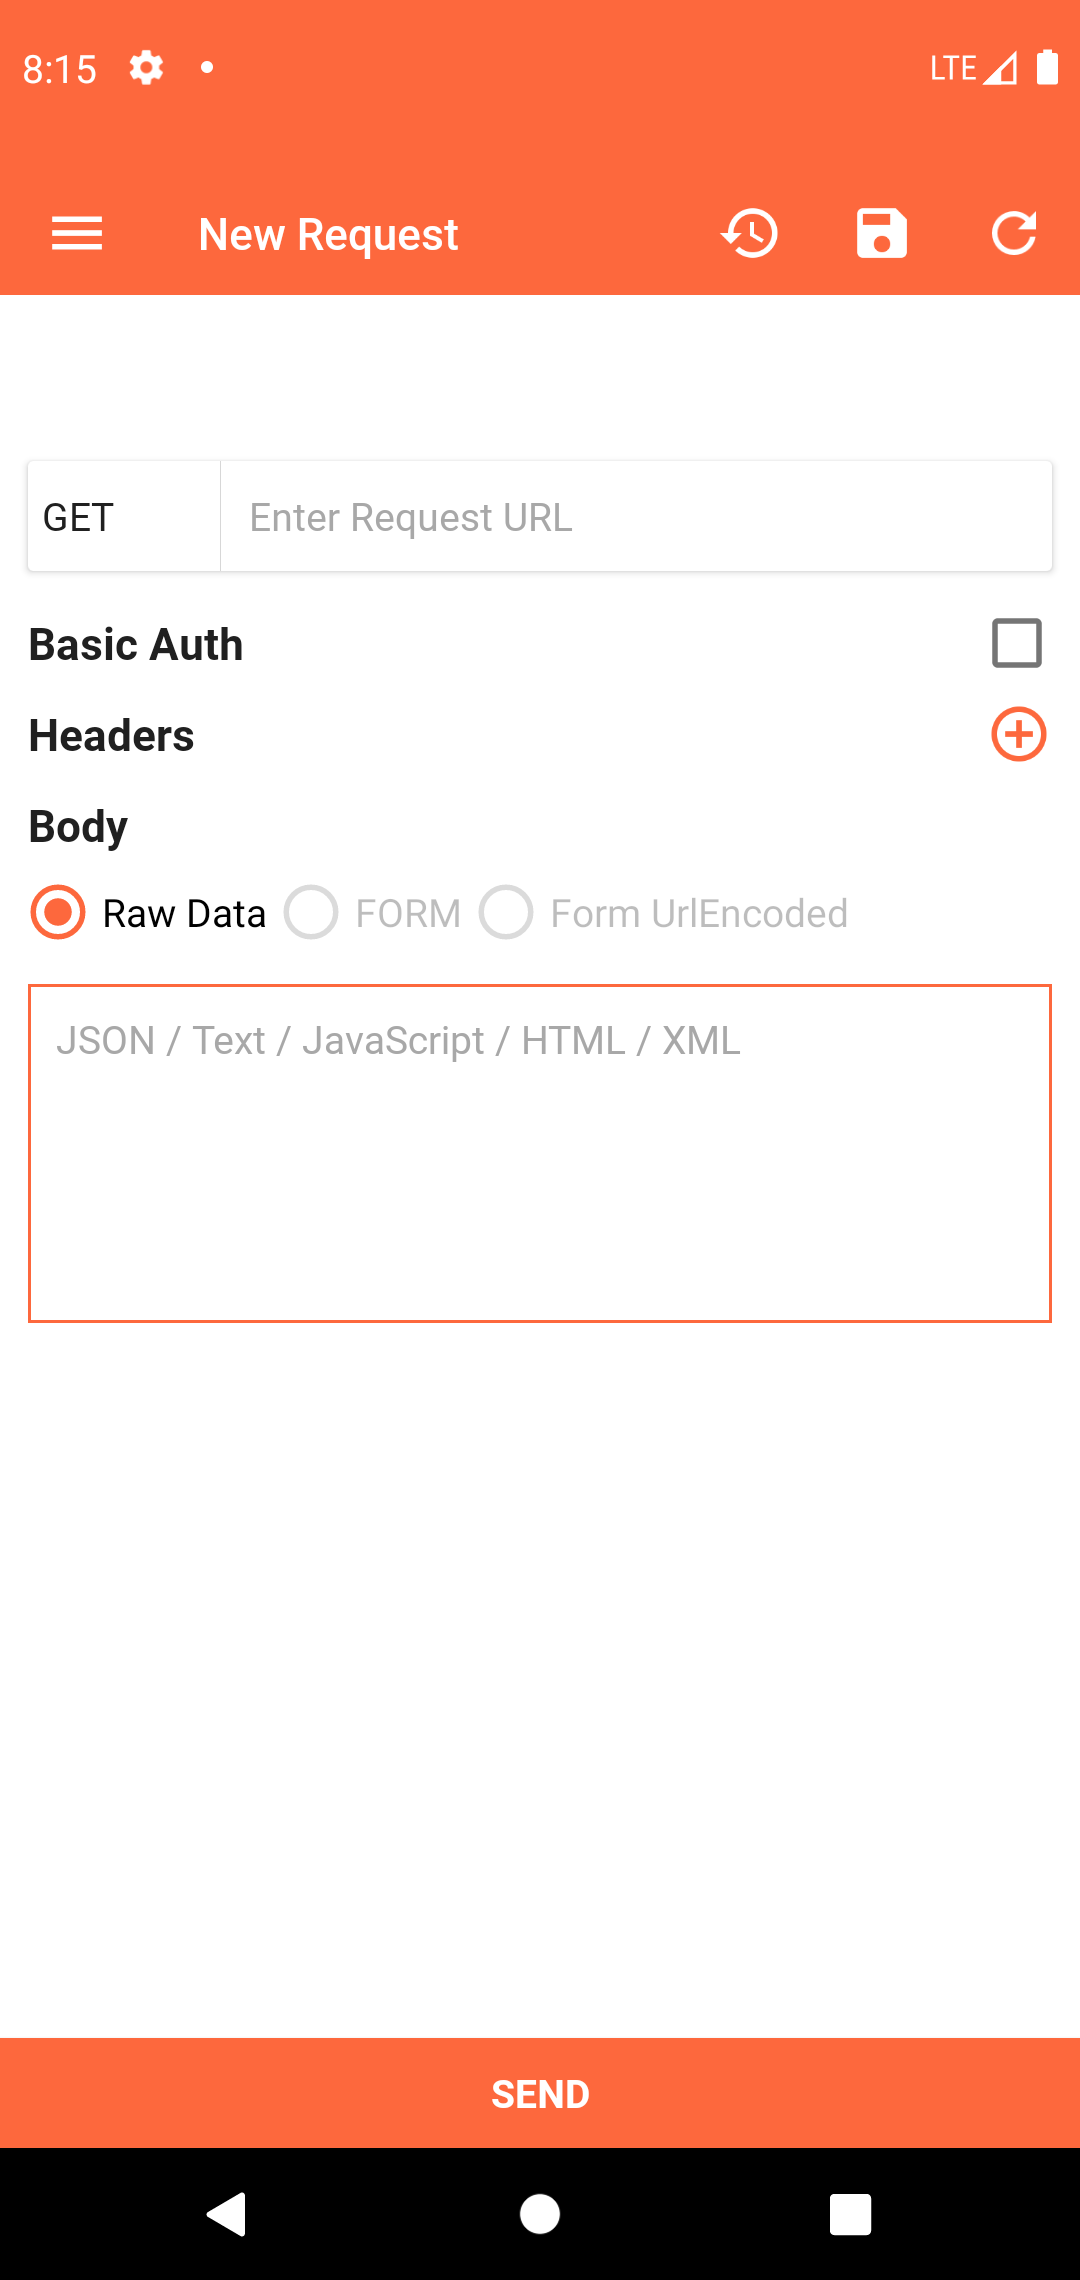 8:15
LTE
New Request
GET
Enter Request URL
Basic Auth
Headers
Body
Raw Data FORM Form UrlEncoded
JSON / Text / JavaScript / HTML / XML
SEND